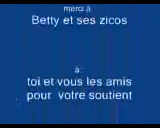 merci à
Betty et ses zicos
à
toi et vous les amis
pour votre soutient